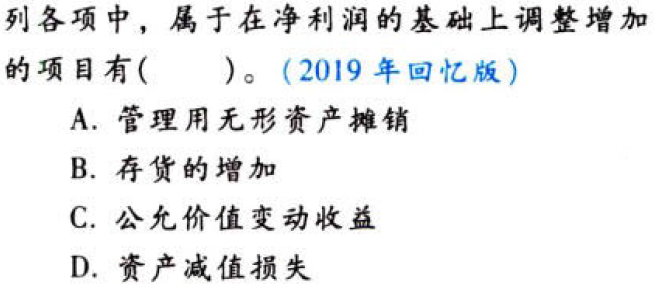 列各项中，属于在净利润的基础上调整增加
的项目有(　　)。(2019 年回忆版)
A. 管理用无形资产摊销
B. 存货的增加
C. 公允价值变动收益
D. 资产减值损失